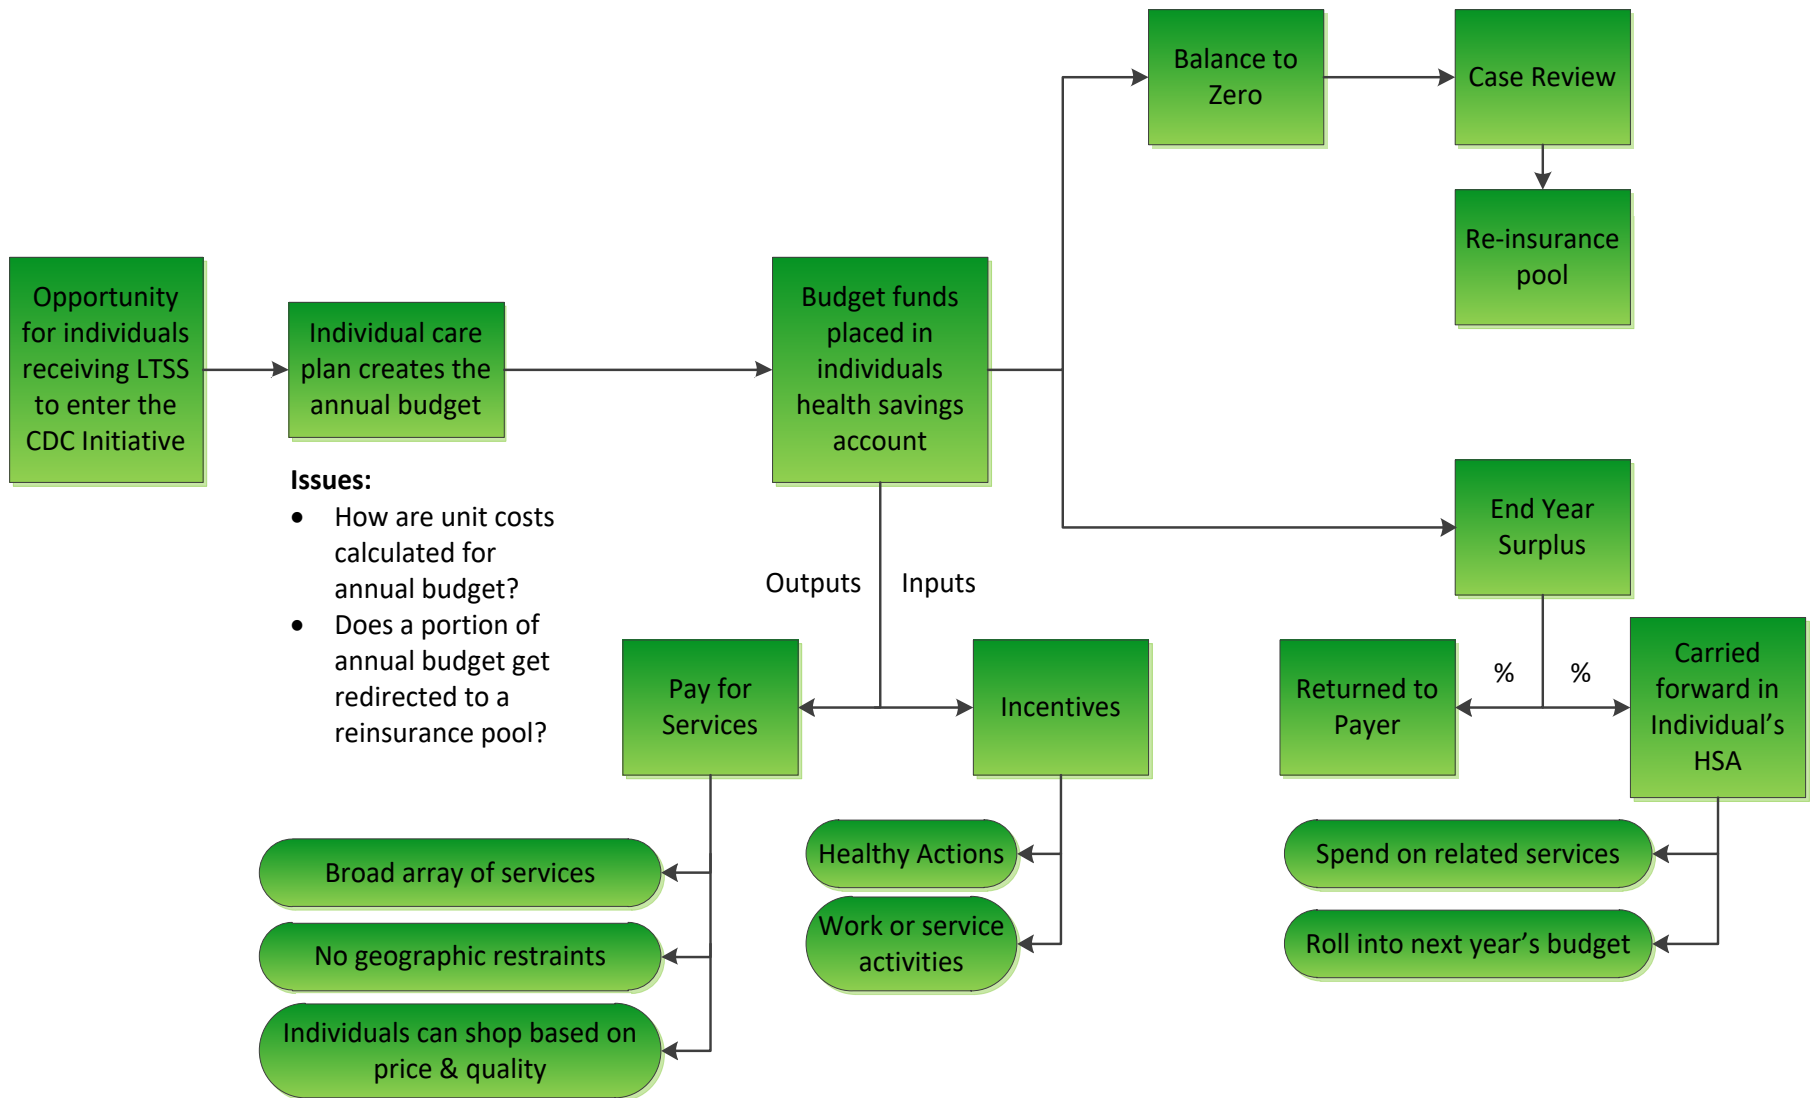 Balance to
Zero
Case Review
Re-insurance
pool
Opportunity
for individuals
receiving LTSS
to enter the
CDC Initiative
Individual care
plan creates the
annual budget
Budget funds
placed in
individuals
health savings
account
Issues:
• How are unit costs
calculated for
annual budget?
• Does a portion of
annual budget get
redirected to a
reinsurance pool?
End Year
Surplus
Outputs
Inputs
Pay for
Services
Incentives
Returned to
Payer
%
%
Carried
forward in
Individual’s
HSA
Broad array of services
No geographic restraints
Individuals can shop based on
price & quality
Healthy Actions
Work or service
activities
Spend on related services
Roll into next year’s budget